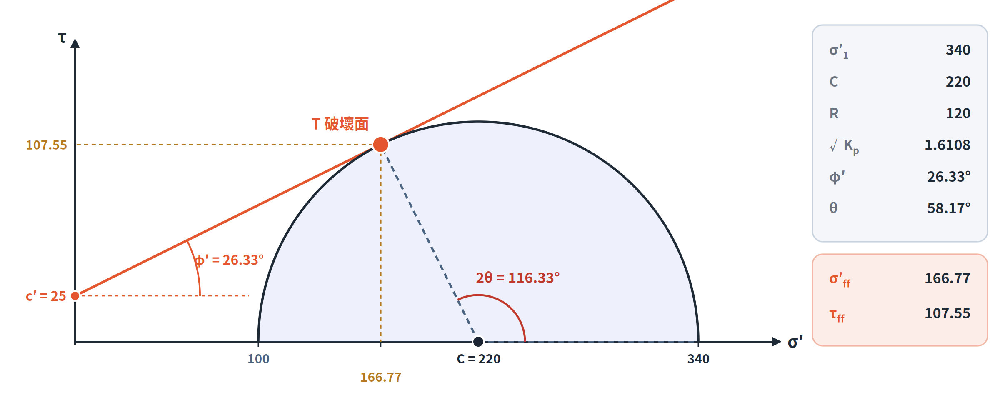 τ
T 破壞面
107.55
ϕ′ = 26.33°
2θ = 116.33°
c′ = 25
σ′
100
C = 220
340
166.77
σ′₁ 340
C 220
R 120
√Kₚ 1.6108
ϕ′ 26.33°
θ 58.17°
σ′ff 166.77
τff 107.55